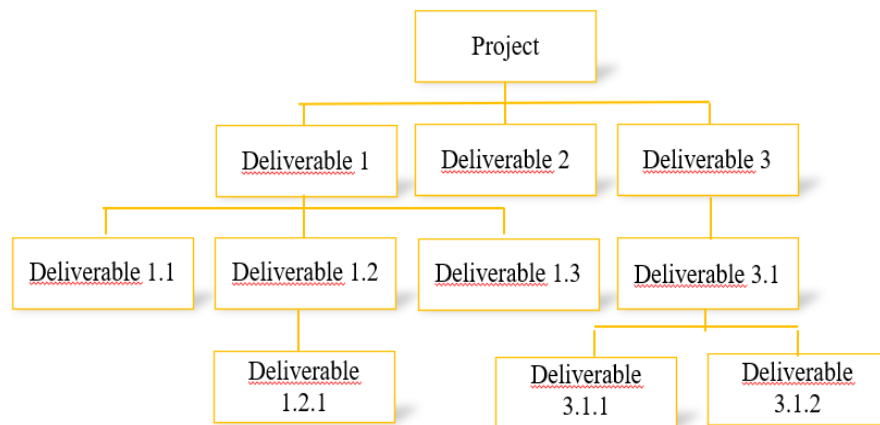 Project
Deliverable 1
Deliverable 2
Deliverable 3
Deliverable 1.1
Deliverable 1.2
Deliverable 1.3
Deliverable 3.1
Deliverable
1.2.1
Deliverable
3.1.1
Deliverable
3.1.2